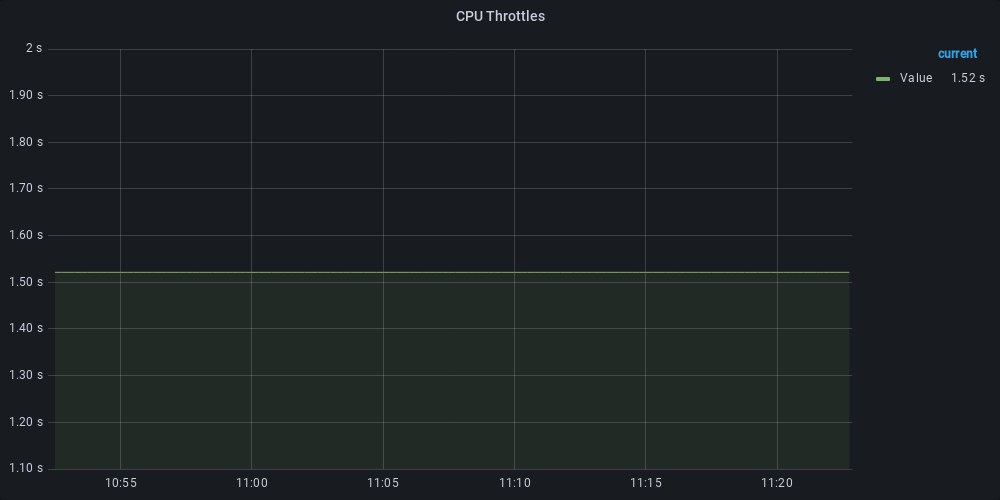 CPU Throttles
2 s
1.90 s
1.80 s
1.70 s
1.60 s
1.50 s
1.40 s
1.30 s
1.20 s
1.10 s
10:55 11:00 11:05 11:10 11:15 11:20
current
Value 1.52 s